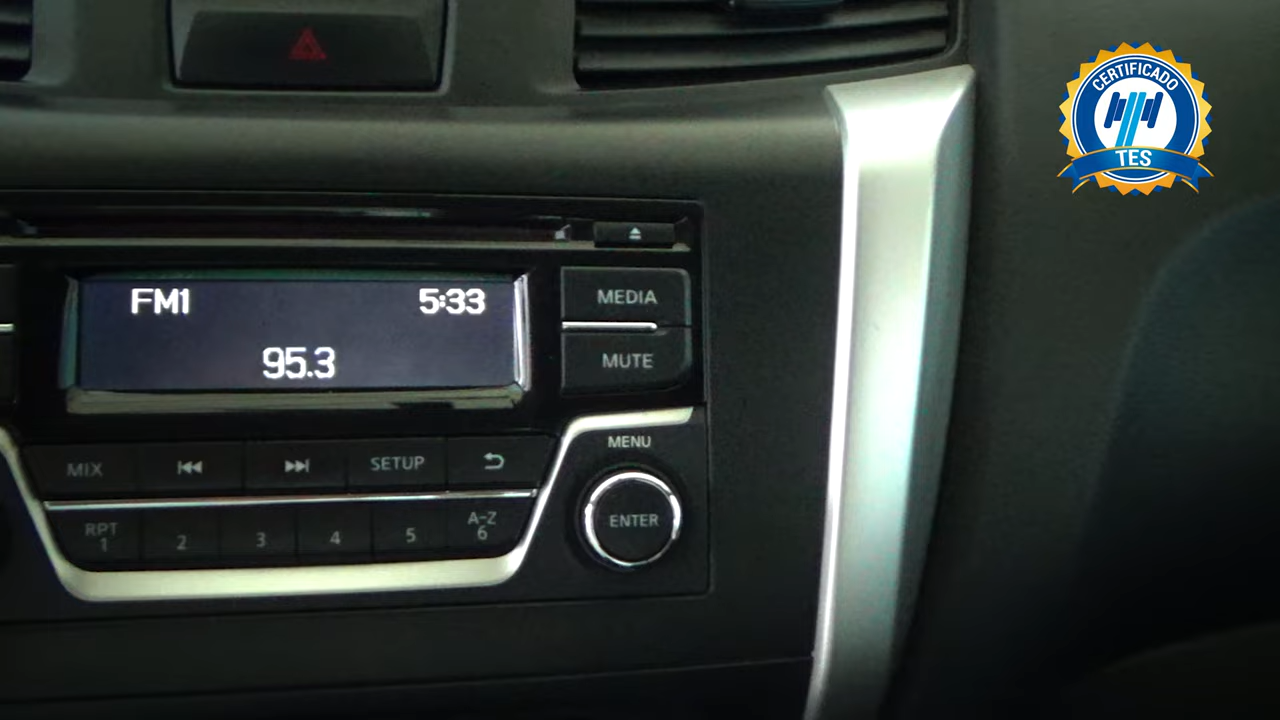 CERTIFICADO
TES
FM1 5:33
95.3
MEDIA
MUTE
MENU
MIX SETUP
RPT A-Z
1 2 3 4 5 6
ENTER